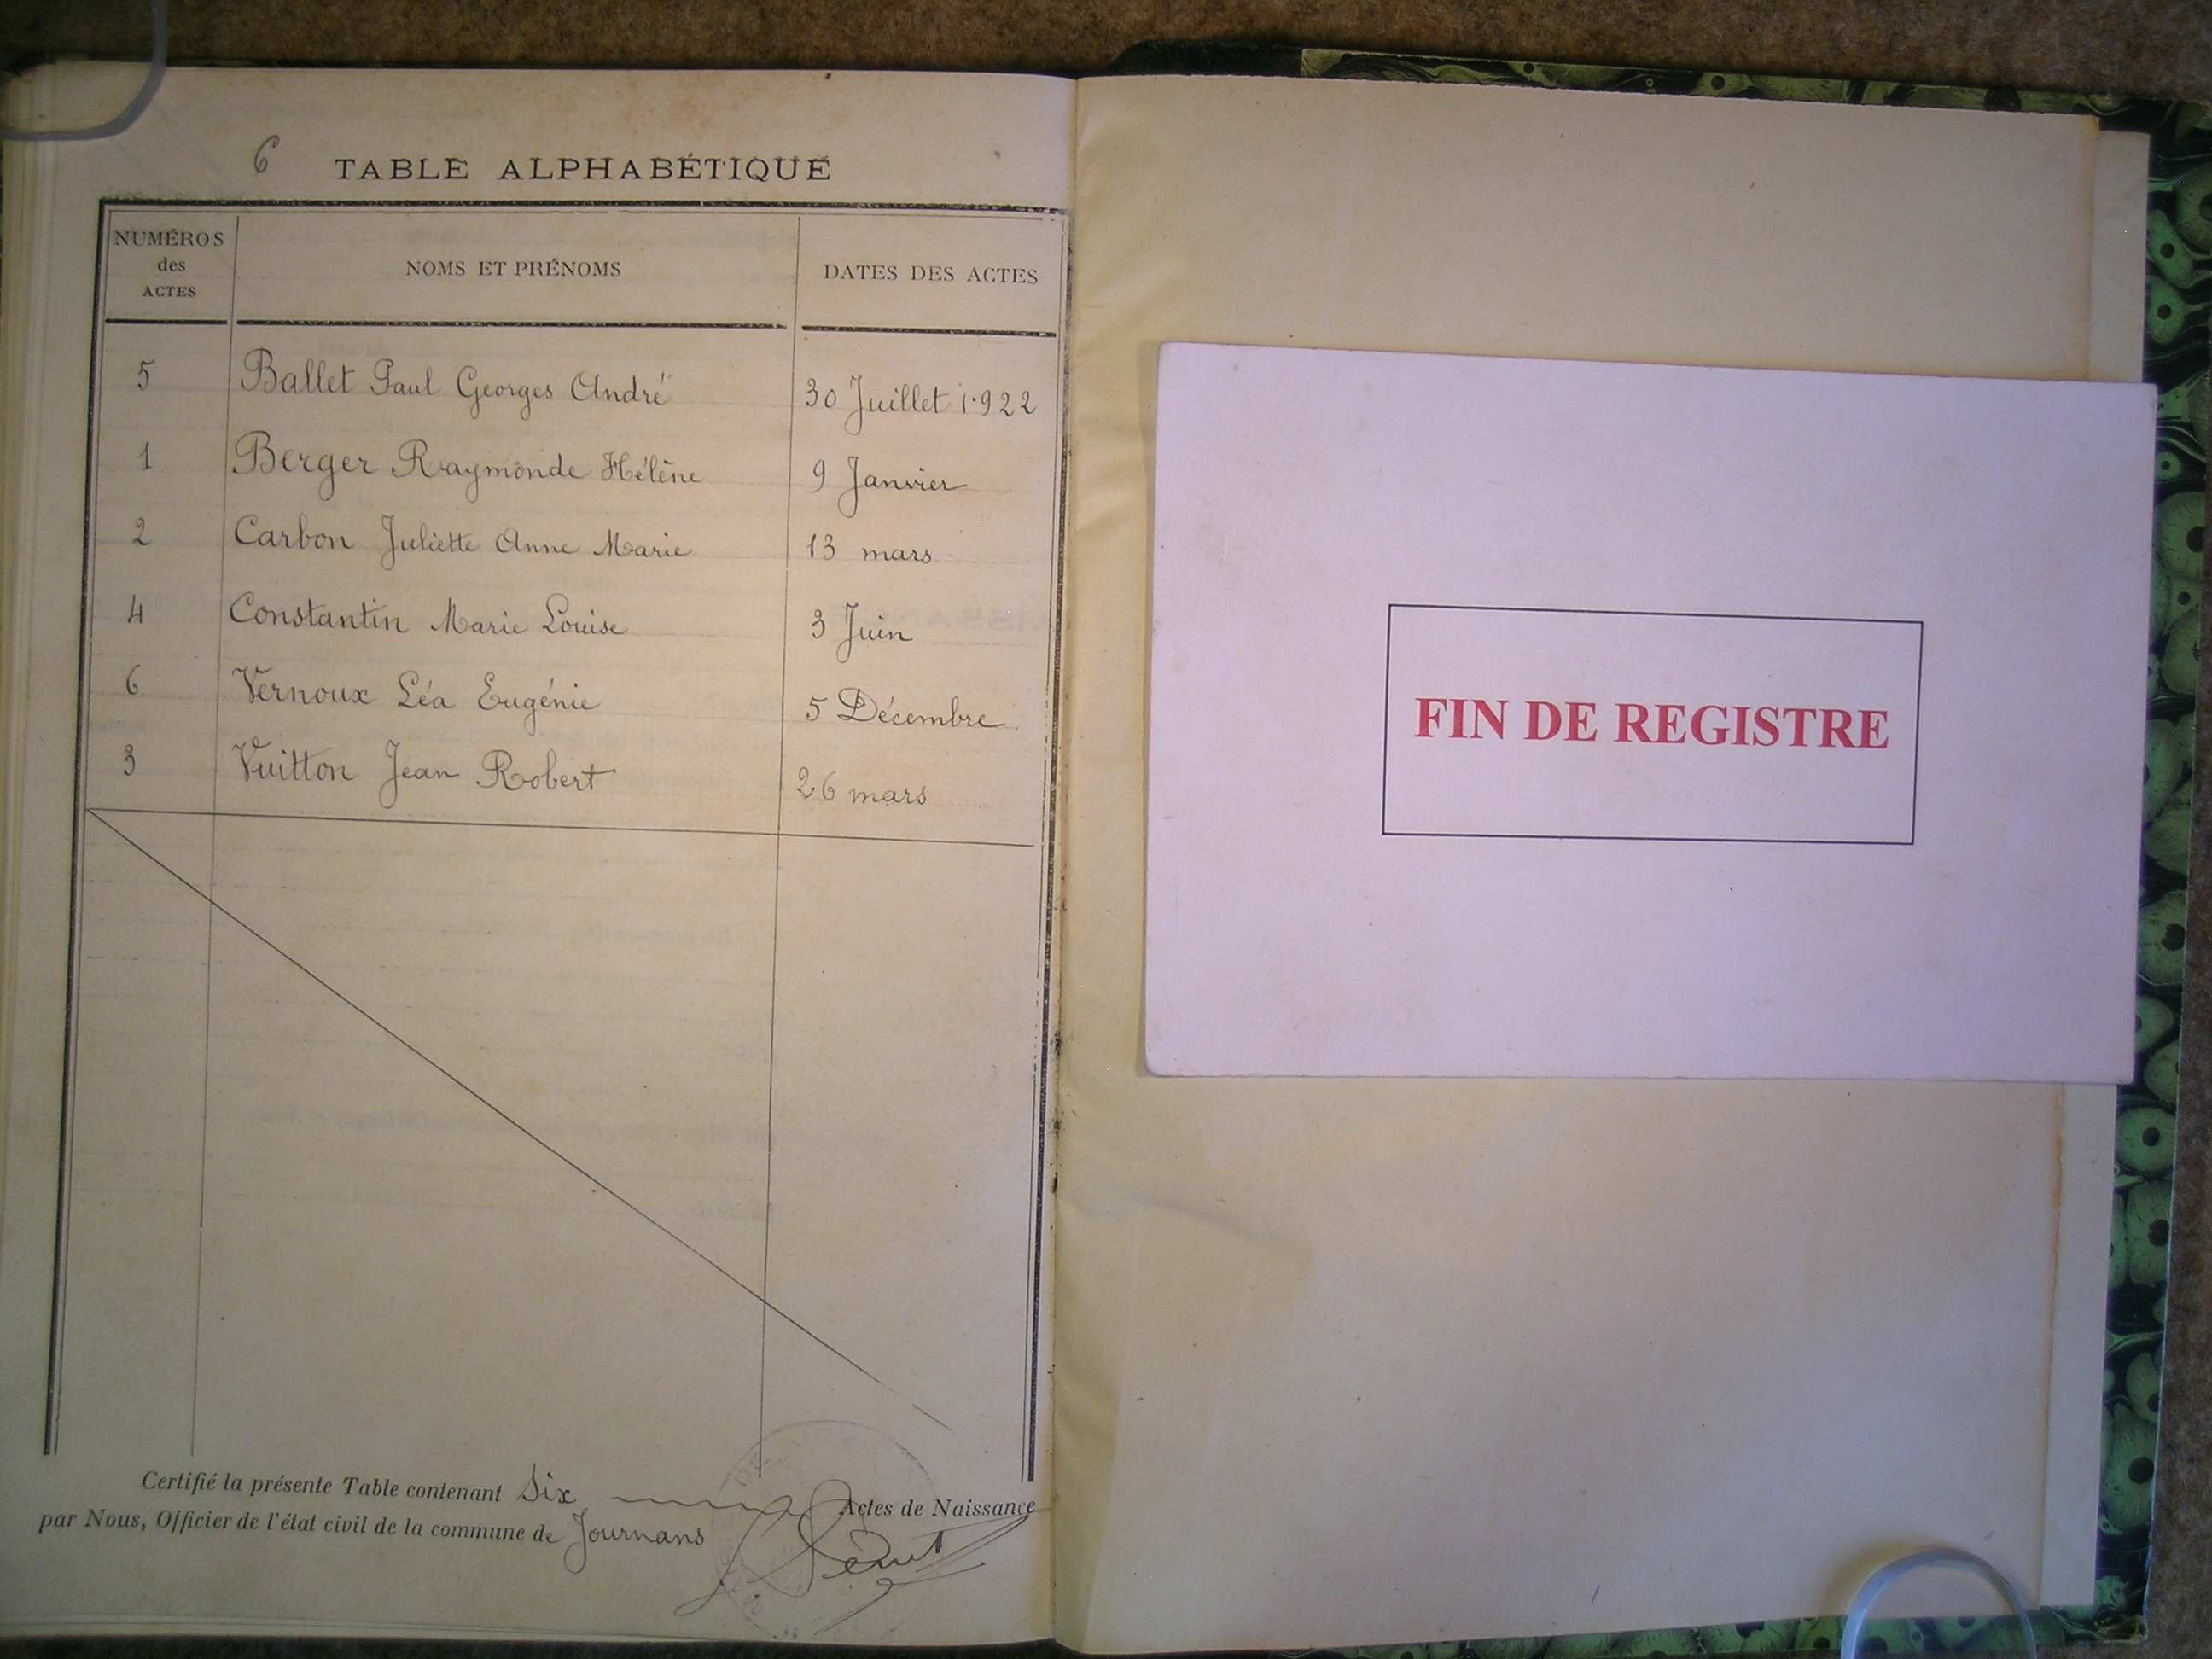 6 TABLE ALPHABÉTIQUE
NUMÉROS des ACTES NOMS ET PRÉNOMS DATES DES ACTES
5 Ballet Paul Georges André 30 Juillet 1922
1 Berger Raymonde Hélène 9 Janvier
2 Carbon Juliette Anne Marie 13 mars
4 Constantin Marie Louise 3 Juin
6 Vernoux Léa Eugénie 5 Décembre
3 Vuitton Jean Robert 26 mars
Certifié la présente Table contenant Six Actes de Naissance
par Nous, Officier de l'état civil de la commune de Journans
FIN DE REGISTRE